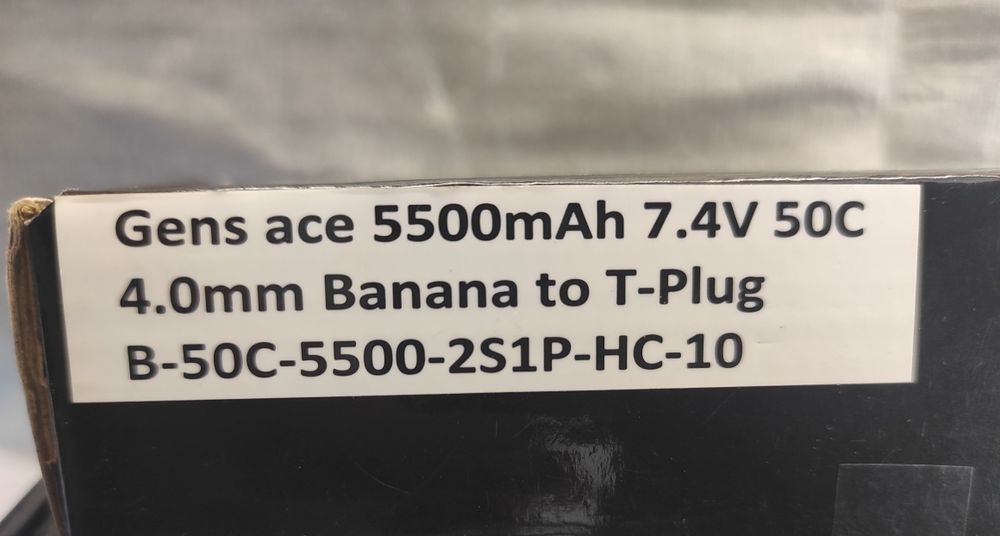 Gens ace 5500mAh 7.4V 50C
4.0mm Banana to T-Plug
B-50C-5500-2S1P-HC-10